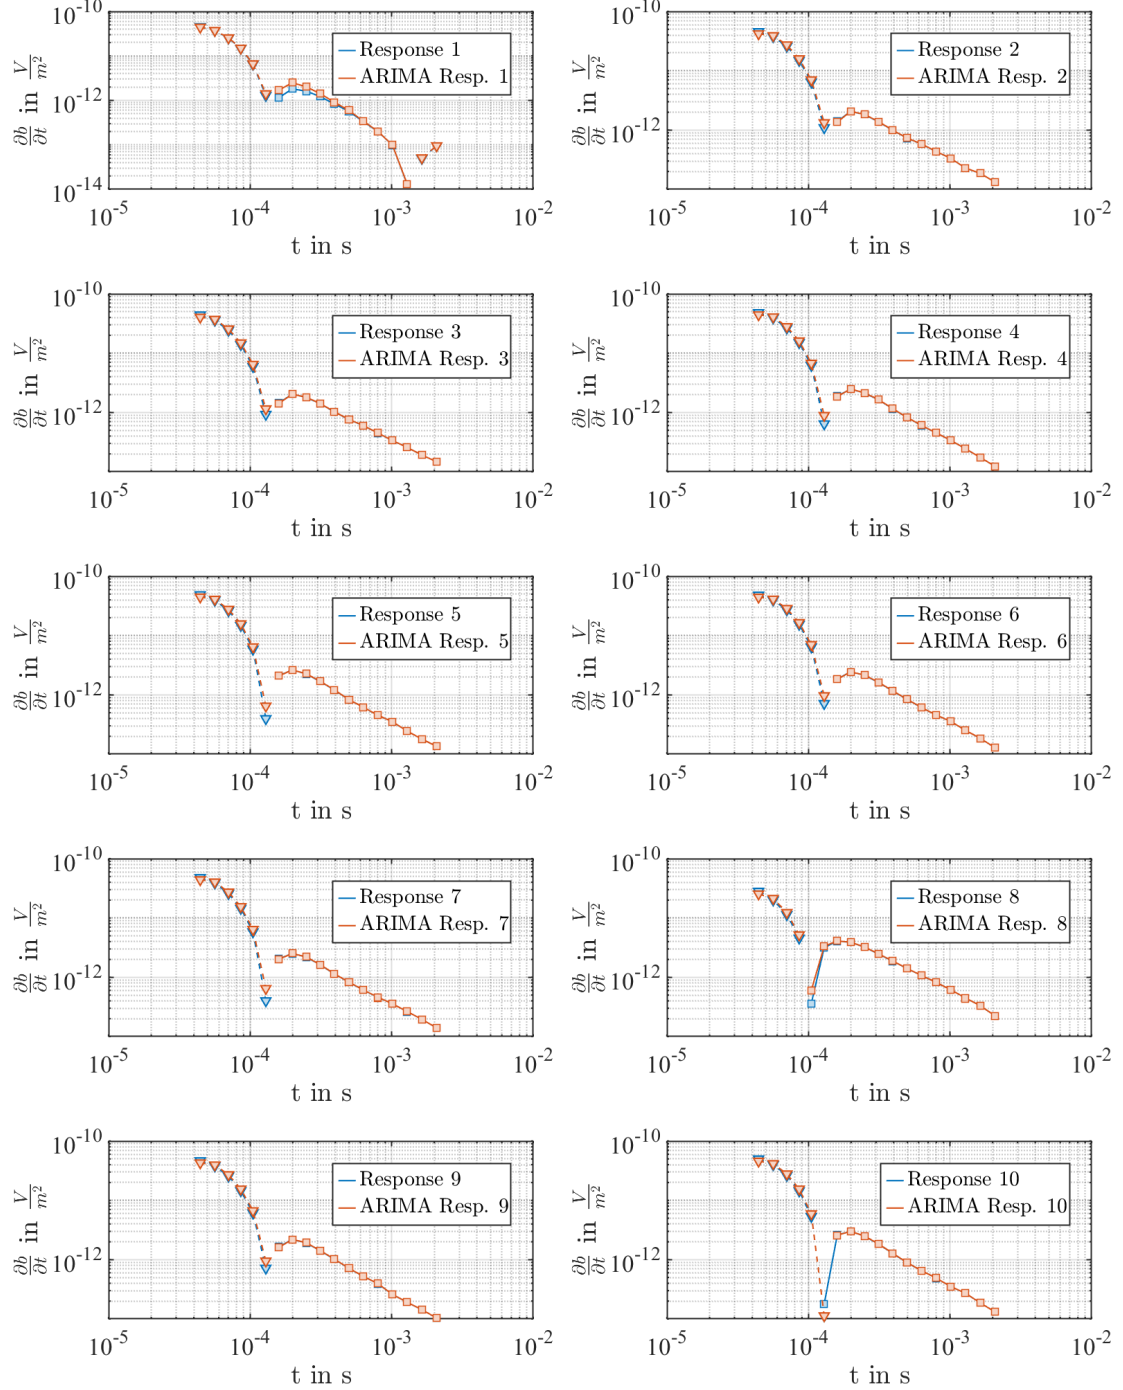 10^-10
10^-12
10^-14
∂b/∂t in V/m²
10^-5 10^-4 10^-3 10^-2
t in s
Response 1
ARIMA Resp. 1
10^-10
10^-12
∂b/∂t in V/m²
10^-5 10^-4 10^-3 10^-2
t in s
Response 2
ARIMA Resp. 2
10^-10
10^-12
∂b/∂t in V/m²
10^-5 10^-4 10^-3 10^-2
t in s
Response 3
ARIMA Resp. 3
10^-10
10^-12
∂b/∂t in V/m²
10^-5 10^-4 10^-3 10^-2
t in s
Response 4
ARIMA Resp. 4
10^-10
10^-12
∂b/∂t in V/m²
10^-5 10^-4 10^-3 10^-2
t in s
Response 5
ARIMA Resp. 5
10^-10
10^-12
∂b/∂t in V/m²
10^-5 10^-4 10^-3 10^-2
t in s
Response 6
ARIMA Resp. 6
10^-10
10^-12
∂b/∂t in V/m²
10^-5 10^-4 10^-3 10^-2
t in s
Response 7
ARIMA Resp. 7
10^-10
10^-12
∂b/∂t in V/m²
10^-5 10^-4 10^-3 10^-2
t in s
Response 8
ARIMA Resp. 8
10^-10
10^-12
∂b/∂t in V/m²
10^-5 10^-4 10^-3 10^-2
t in s
Response 9
ARIMA Resp. 9
10^-10
10^-12
∂b/∂t in V/m²
10^-5 10^-4 10^-3 10^-2
t in s
Response 10
ARIMA Resp. 10